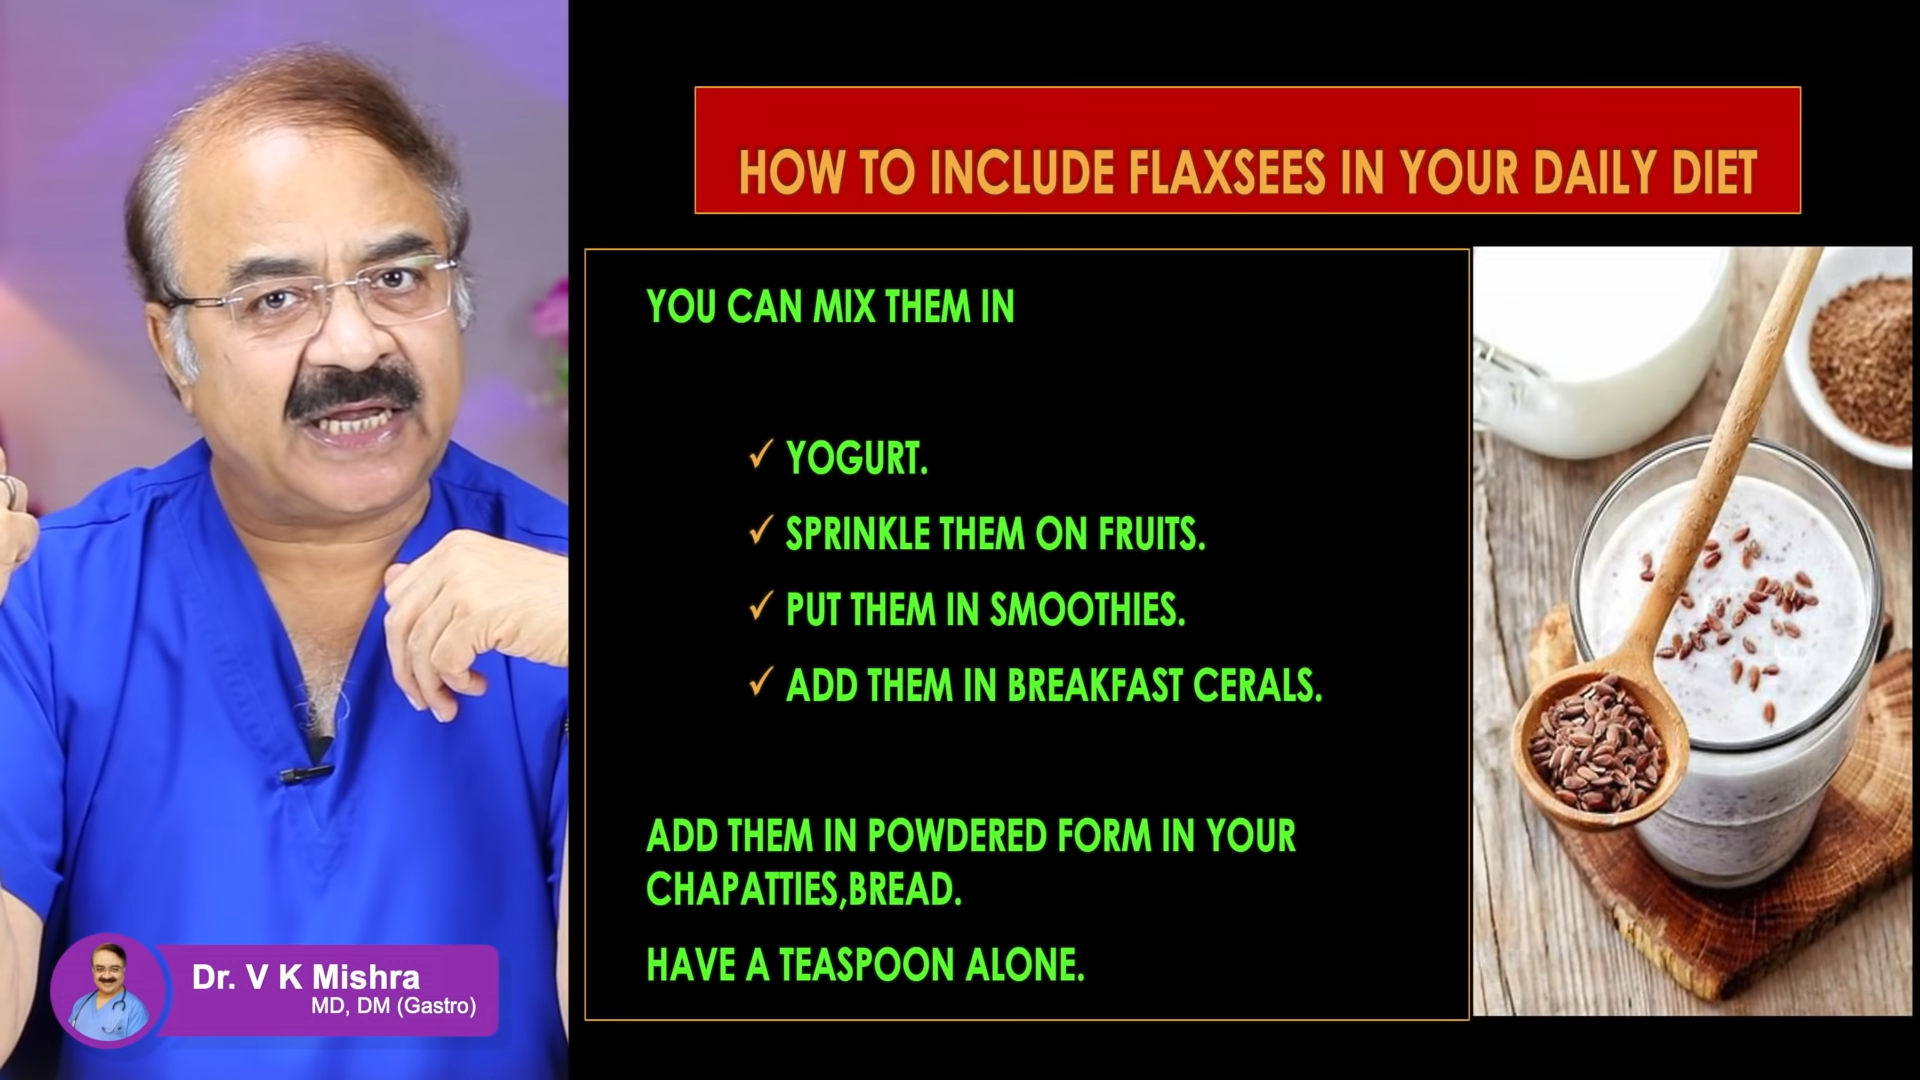 HOW TO INCLUDE FLAXSEES IN YOUR DAILY DIET
YOU CAN MIX THEM IN
✓ YOGURT.
✓ SPRINKLE THEM ON FRUITS.
✓ PUT THEM IN SMOOTHIES.
✓ ADD THEM IN BREAKFAST CERALS.
ADD THEM IN POWDERED FORM IN YOUR
CHAPATTIES,BREAD.
HAVE A TEASPOON ALONE.
Dr. V K Mishra
MD, DM (Gastro)